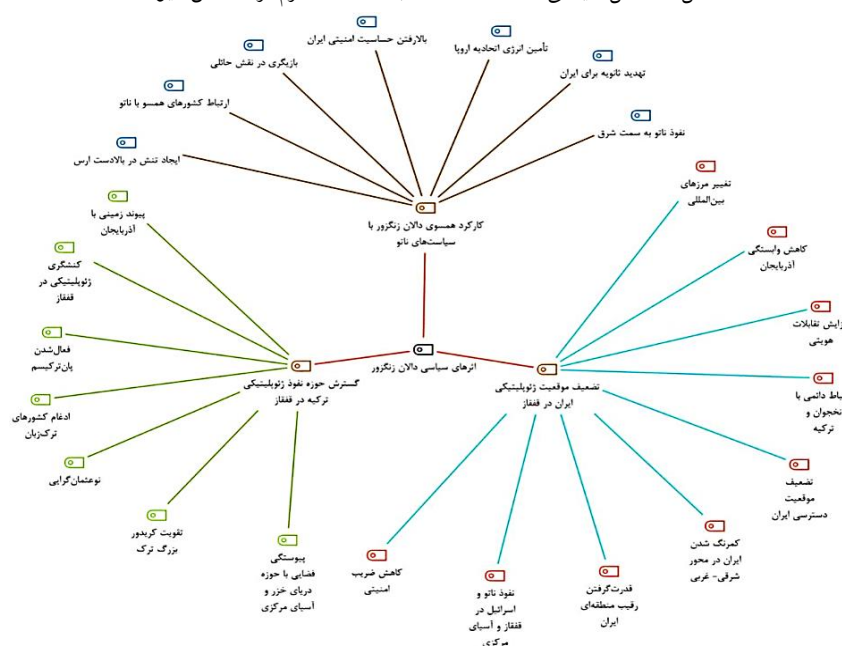 بالارفتن حساسیت امنیتی ایران
تأمین انرژی اتحادیه اروپا
بازیگری در نقش حائلی
تهدید ثانویه برای ایران
ارتباط کشورهای همسو با ناتو
نفوذ ناتو به سمت شرق
ایجاد تنش در بالادست ارس
تغییر مرزهای
بین‌المللی
پیوند زمینی با
آذربایجان
کارکرد همسوی دالان زنگزور با
سیاست‌های ناتو
کاهش وابستگی
آذربایجان
کنشگری
ژئوپلیتیکی در
قفقاز
زایش تقابلات
هویتی
فعال‌شدن
پان‌ترکیسم
اثرهای سیاسی دالان زنگزور
گسترش حوزه نفوذ ژئوپلیتیکی
ترکیه در قفقاز
تضعیف موقعیت ژئوپلیتیکی
ایران در قفقاز
باط دائمی با
نخجوان و
ترکیه
ادغام کشورهای
ترک‌زبان
نوعثمان‌گرایی
تضعیف
موقعیت
دسترسی ایران
تقویت کریدور
بزرگ ترک
کمرنگ شدن
ایران در محور
شرقی- غربی
پیوستگی
فضایی با حوزه
دریای خزر و
آسیای مرکزی
کاهش ضریب
امنیتی
نفوذ ناتو و
اسرائیل در
قفقاز و آسیای
مرکزی
قدرت‌گرفتن
رقیب منطقه‌ای
ایران